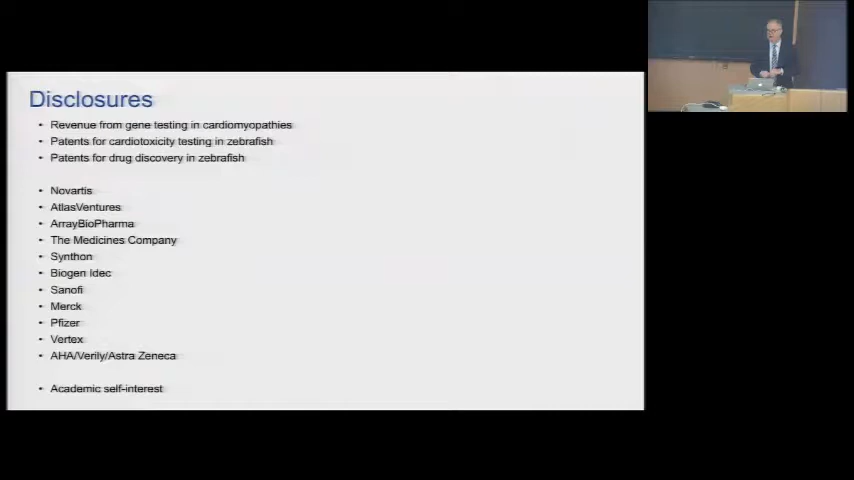 Disclosures
• Revenue from gene testing in cardiomyopathies
• Patents for cardiotoxicity testing in zebrafish
• Patents for drug discovery in zebrafish
• Novartis
• AtlasVentures
• ArrayBioPharma
• The Medicines Company
• Synthon
• Biogen Idec
• Sanofi
• Merck
• Pfizer
• Vertex
• AHA/Verily/Astra Zeneca
• Academic self-interest